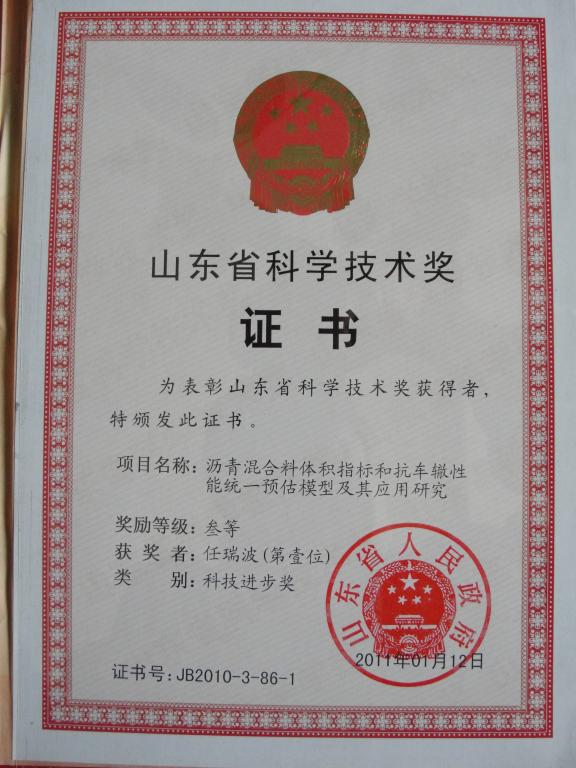 山东省科学技术奖
证书
为表彰山东省科学技术奖获得者，
特颁发此证书。
项目名称：沥青混合料体积指标和抗车辙性
能统一预估模型及其应用研究
奖励等级：叁等
获奖者：任瑞波(第壹位)
类别：科技进步奖
山东省人民政府
2011年01月12日
证书号：JB2010-3-86-1